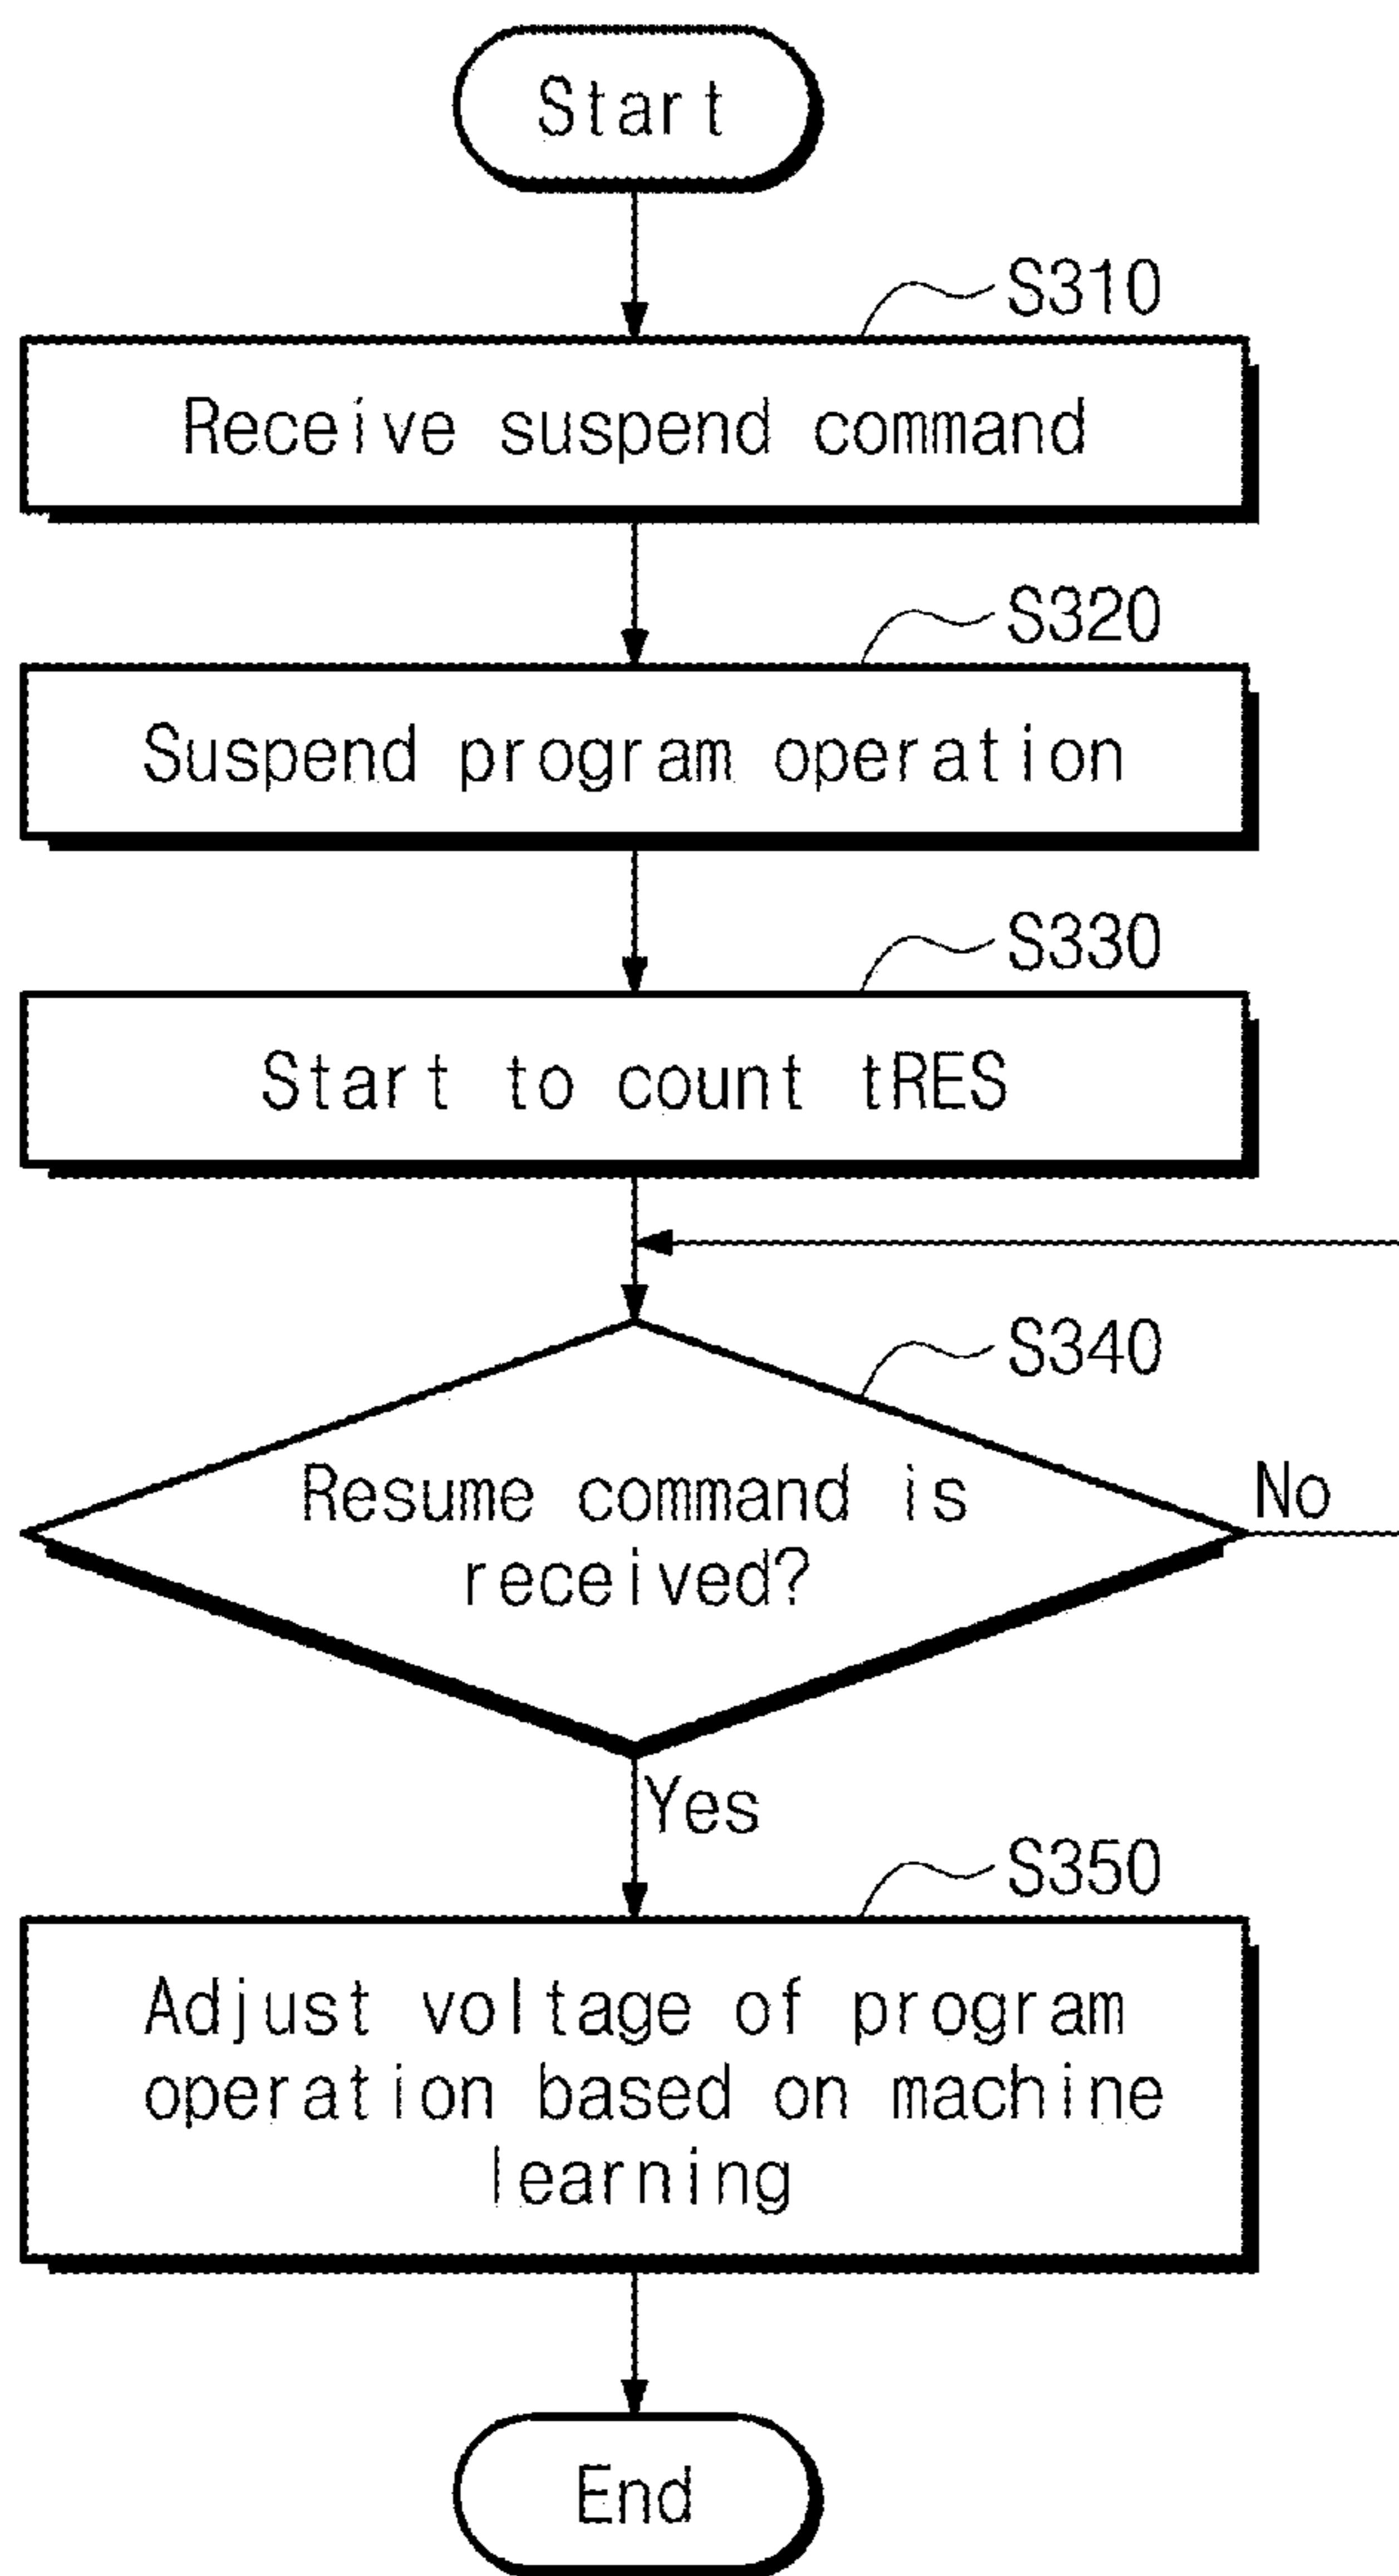 Start
S310
Receive suspend command
S320
Suspend program operation
S330
Start to count tRES
S340
Resume command is
received?
No
Yes
S350
Adjust voltage of program
operation based on machine
learning
End